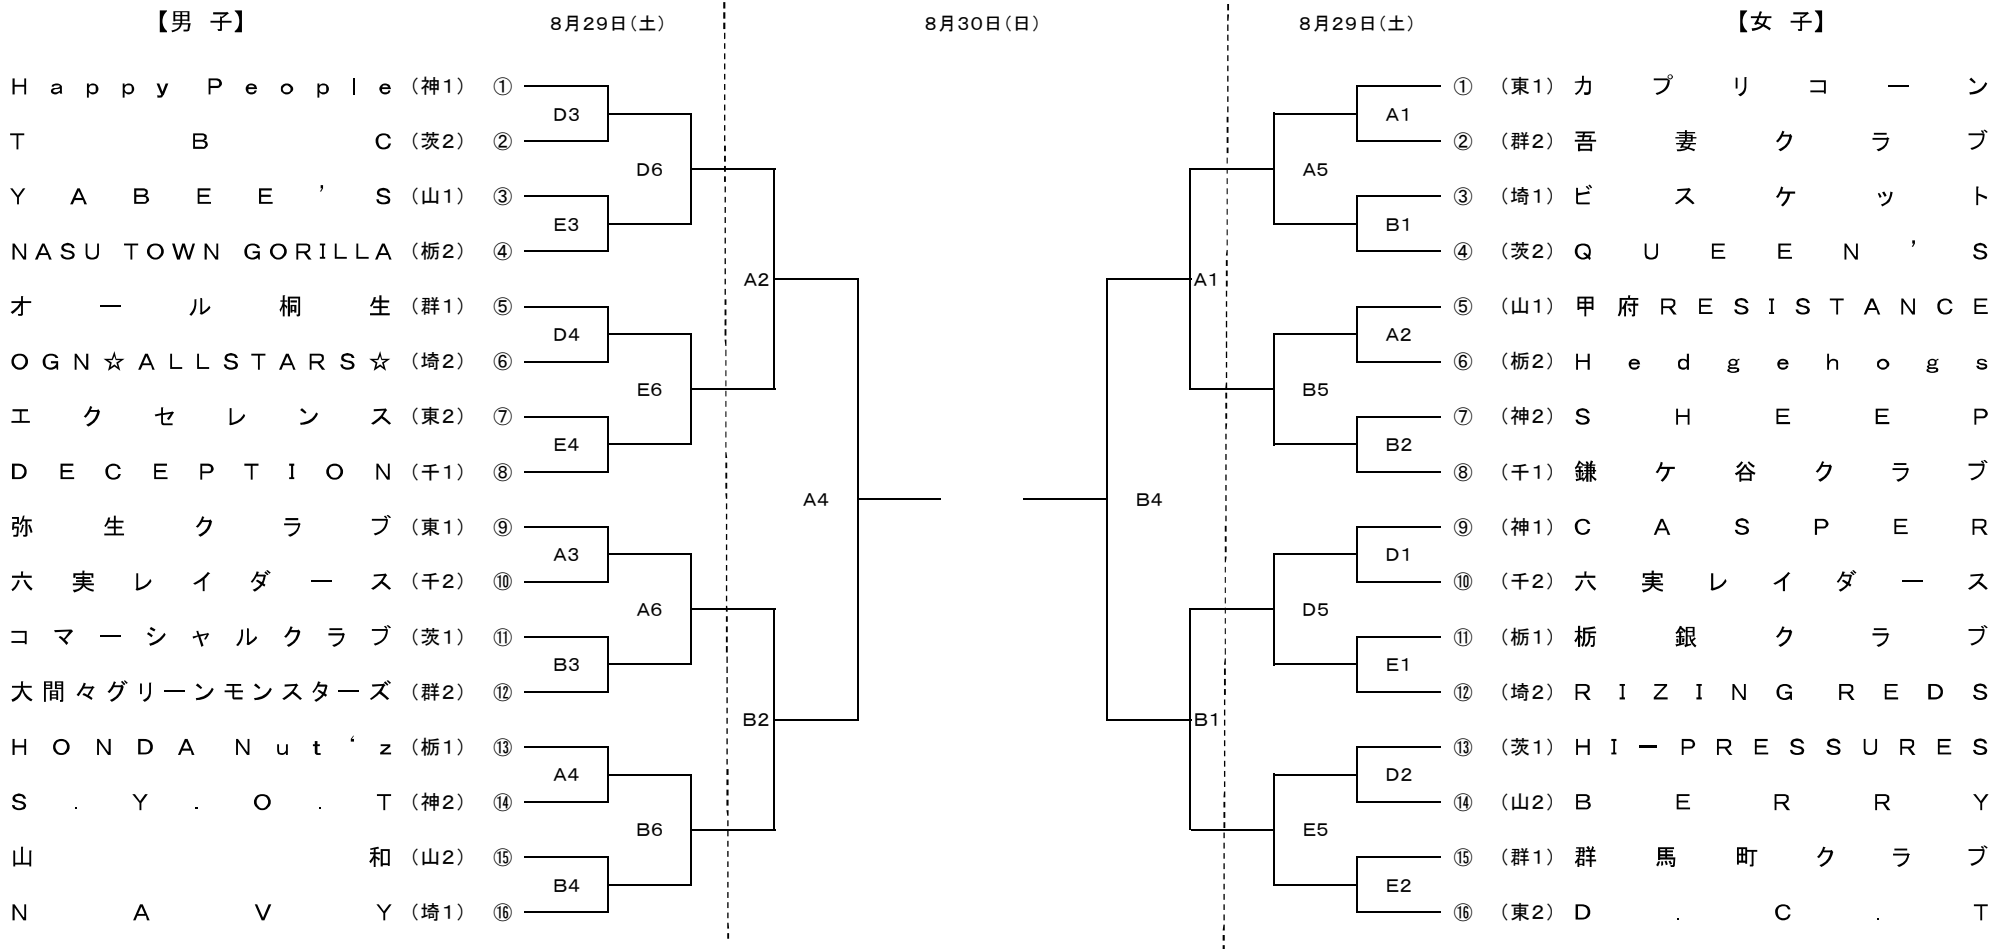 【男 子】 8月29日(土) 8月30日(日) 8月29日(土) 【女 子】
Happy People (神1) ① ① (東1) カプリコーン
D3 A1
TBC (茨2) ② ② (群2) 吾妻クラブ
D6 A5
YABEE’S (山1) ③ ③ (埼1) ビスケット
E3 B1
NASU TOWN GORILLA (栃2) ④ ④ (茨2) QUEEN’S
A2 A1
オール桐生 (群1) ⑤ ⑤ (山1) 甲府RESISTANCE
D4 A2
OGN☆ALLSTARS☆ (埼2) ⑥ ⑥ (栃2) Hedgehogs
E6 B5
エクセレンス (東2) ⑦ ⑦ (神2) SHEEP
E4 B2
DECEPTION (千1) ⑧ ⑧ (千1) 鎌ケ谷クラブ
A4 B4
弥生クラブ (東1) ⑨ ⑨ (神1) CASPER
A3 D1
六実レイダース (千2) ⑩ ⑩ (千2) 六実レイダース
A6 D5
コマーシャルクラブ (茨1) ⑪ ⑪ (栃1) 栃銀クラブ
B3 E1
大間々グリーンモンスターズ (群2) ⑫ ⑫ (埼2) RIZING REDS
B2 B1
HONDA Nut‘z (栃1) ⑬ ⑬ (茨1) HI－PRESSURES
A4 D2
S.Y.O.T (神2) ⑭ ⑭ (山2) BERRY
B6 E5
山和 (山2) ⑮ ⑮ (群1) 群馬町クラブ
B4 E2
NAVY (埼1) ⑯ ⑯ (東2) D.C.T